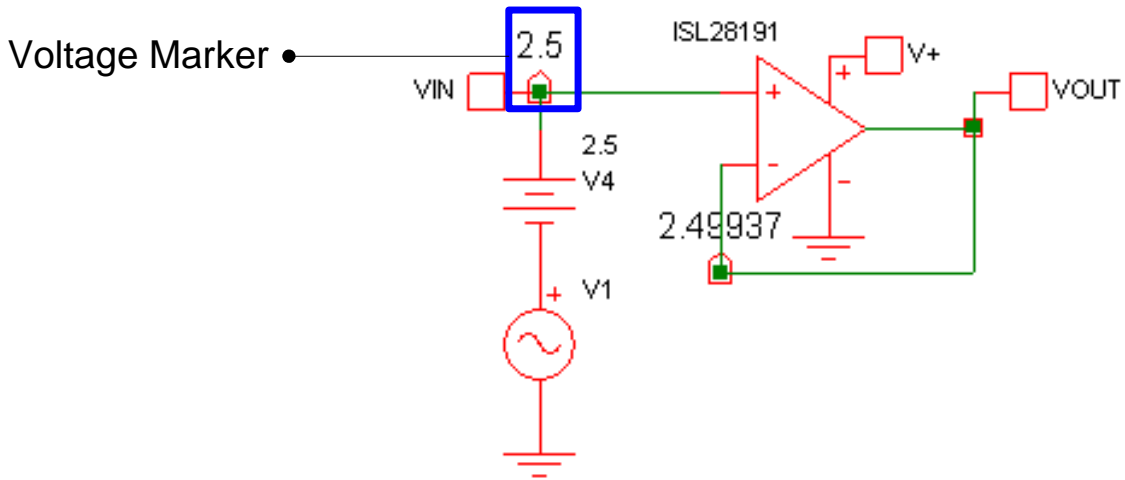 Voltage Marker
2.5
ISL28191
V+
VIN
VOUT
+
+
2.5
V4
-
-
2.49937
+
V1